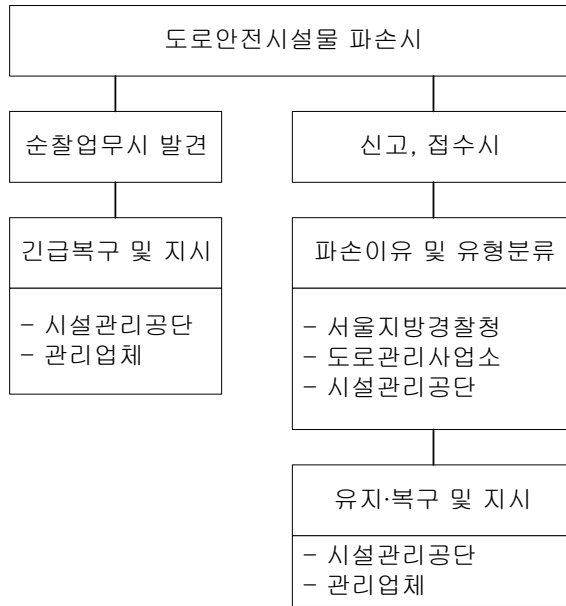 도로안전시설물 파손시
순찰업무시 발견
신고, 접수시
긴급복구 및 지시
– 시설관리공단
– 관리업체
파손이유 및 유형분류
– 서울지방경찰청
– 도로관리사업소
– 시설관리공단
유지·복구 및 지시
– 시설관리공단
– 관리업체